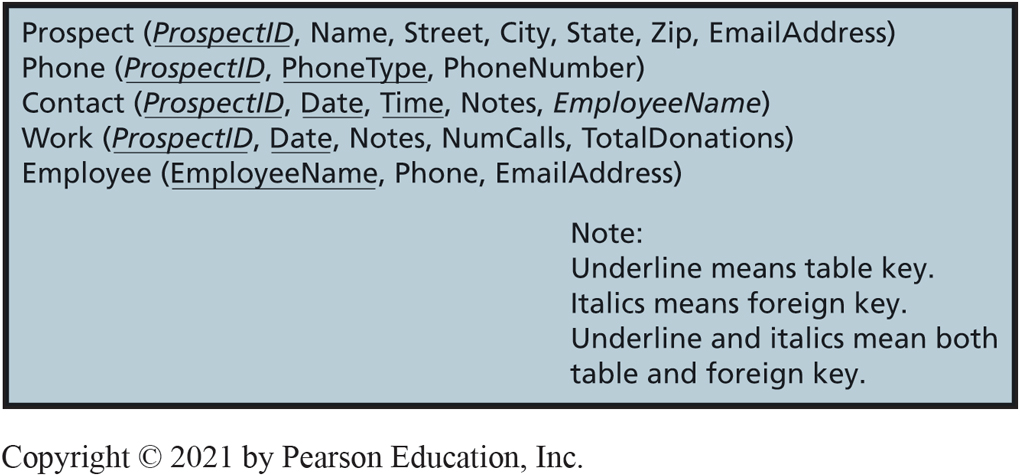 Prospect (ProspectID, Name, Street, City, State, Zip, EmailAddress)
Phone (ProspectID, PhoneType, PhoneNumber)
Contact (ProspectID, Date, Time, Notes, EmployeeName)
Work (ProspectID, Date, Notes, NumCalls, TotalDonations)
Employee (EmployeeName, Phone, EmailAddress)
Note:
Underline means table key.
Italics means foreign key.
Underline and italics mean both
table and foreign key.
Copyright © 2021 by Pearson Education, Inc.